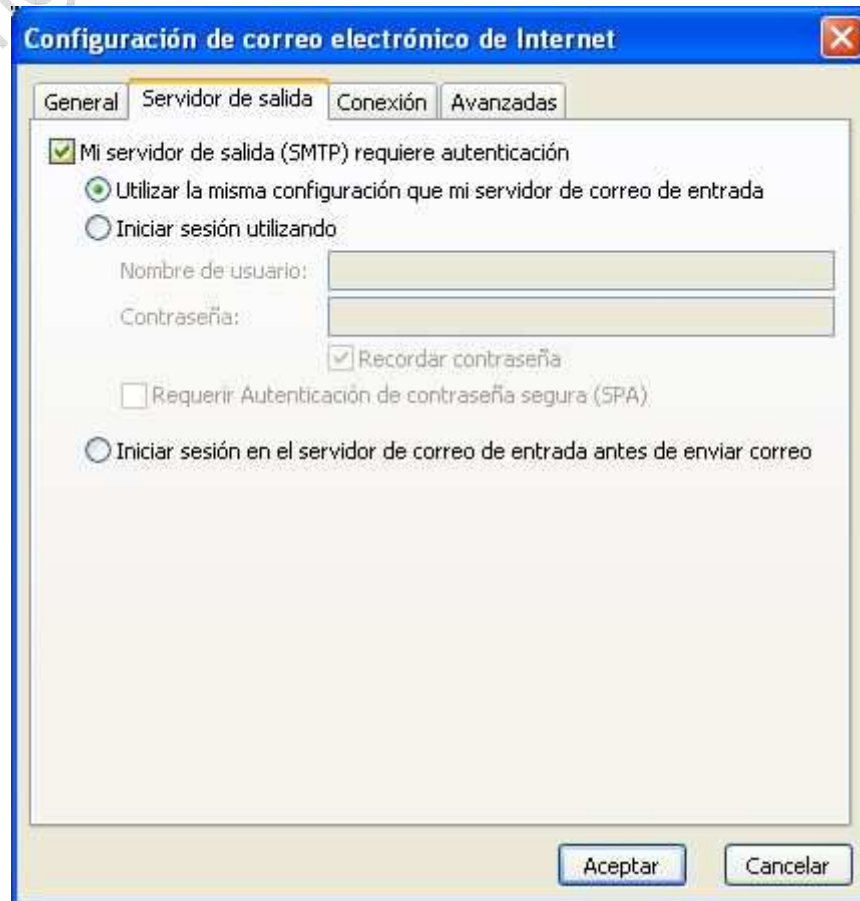 Configuración de correo electrónico de Internet
General Servidor de salida Conexión Avanzadas
Mi servidor de salida (SMTP) requiere autenticación
Utilizar la misma configuración que mi servidor de correo de entrada
Iniciar sesión utilizando
Nombre de usuario:
Contraseña:
Recordar contraseña
Requerir Autenticación de contraseña segura (SPA)
Iniciar sesión en el servidor de correo de entrada antes de enviar correo
Aceptar Cancelar